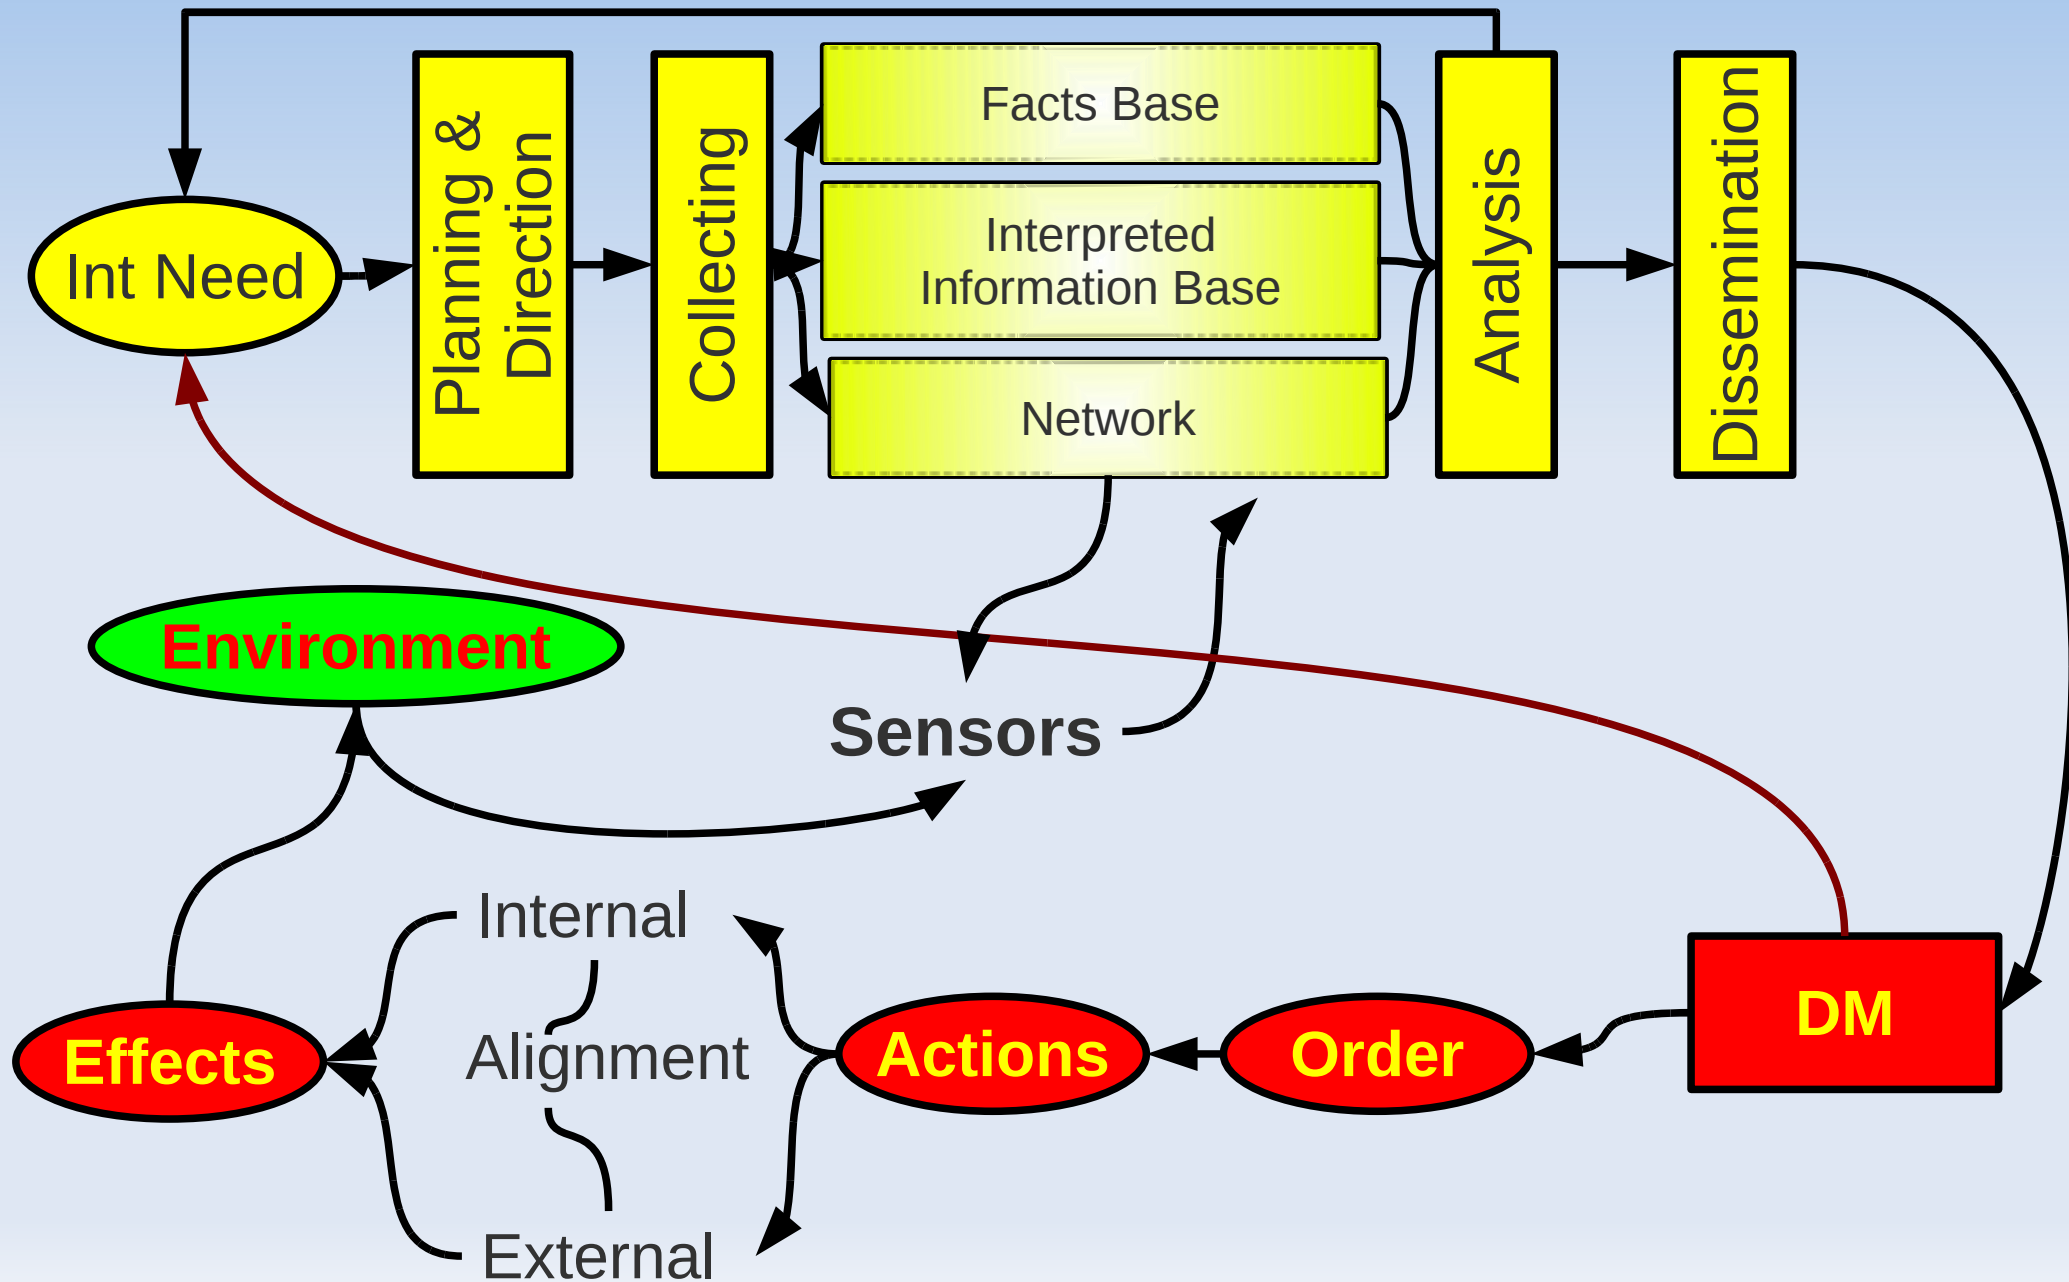 Int Need
Planning &
Direction
Collecting
Facts Base
Interpreted
Information Base
Network
Analysis
Dissemination
Environment
Sensors
Internal
Alignment
External
Effects
Actions
Order
DM